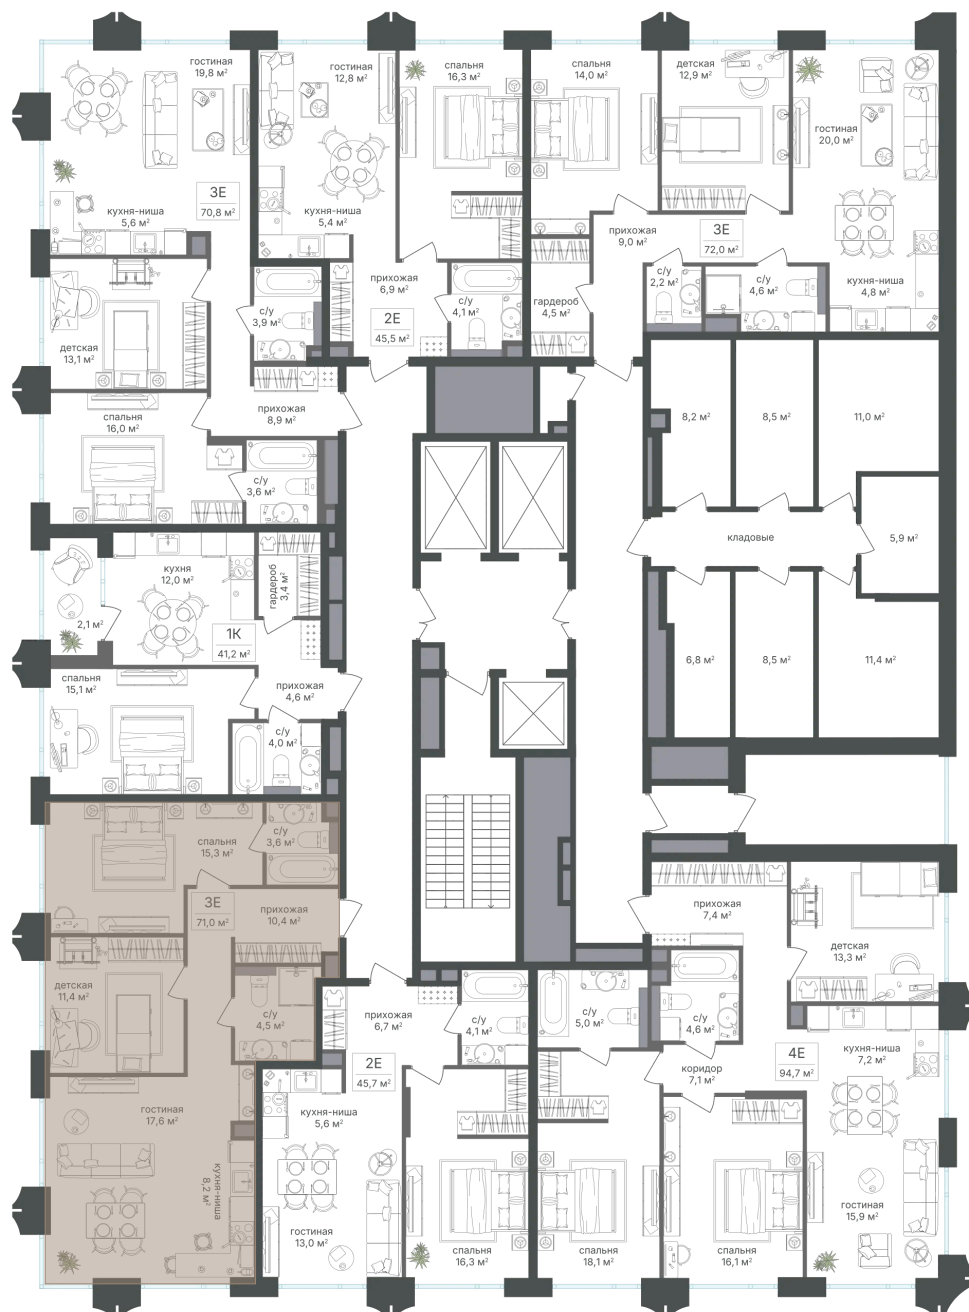 гостиная
19,8 м²
3Е
70,8 м²
кухня-ниша
5,6 м²
гостиная
12,8 м²
спальня
16,3 м²
кухня-ниша
5,4 м²
спальня
14,0 м²
детская
12,9 м²
гостиная
20,0 м²
прихожая
9,0 м²
3Е
72,0 м²
с/у
2,2 м²
с/у
4,6 м²
кухня-ниша
4,8 м²
гардероб
4,5 м²
прихожая
6,9 м²
с/у
4,1 м²
2Е
45,5 м²
с/у
3,9 м²
детская
13,1 м²
прихожая
8,9 м²
спальня
16,0 м²
с/у
3,6 м²
8,2 м²
8,5 м²
11,0 м²
кладовые
5,9 м²
6,8 м²
8,5 м²
11,4 м²
кухня
12,0 м²
гардероб
3,4 м²
2,1 м²
1К
41,2 м²
спальня
15,1 м²
прихожая
4,6 м²
с/у
4,0 м²
спальня
15,3 м²
с/у
3,6 м²
3Е
71,0 м²
прихожая
10,4 м²
детская
11,4 м²
с/у
4,5 м²
гостиная
17,6 м²
кухня-ниша
8,2 м²
прихожая
6,7 м²
с/у
4,1 м²
2Е
45,7 м²
кухня-ниша
5,6 м²
гостиная
13,0 м²
спальня
16,3 м²
прихожая
7,4 м²
детская
13,3 м²
с/у
5,0 м²
с/у
4,6 м²
коридор
7,1 м²
4Е
94,7 м²
кухня-ниша
7,2 м²
гостиная
15,9 м²
спальня
18,1 м²
спальня
16,1 м²